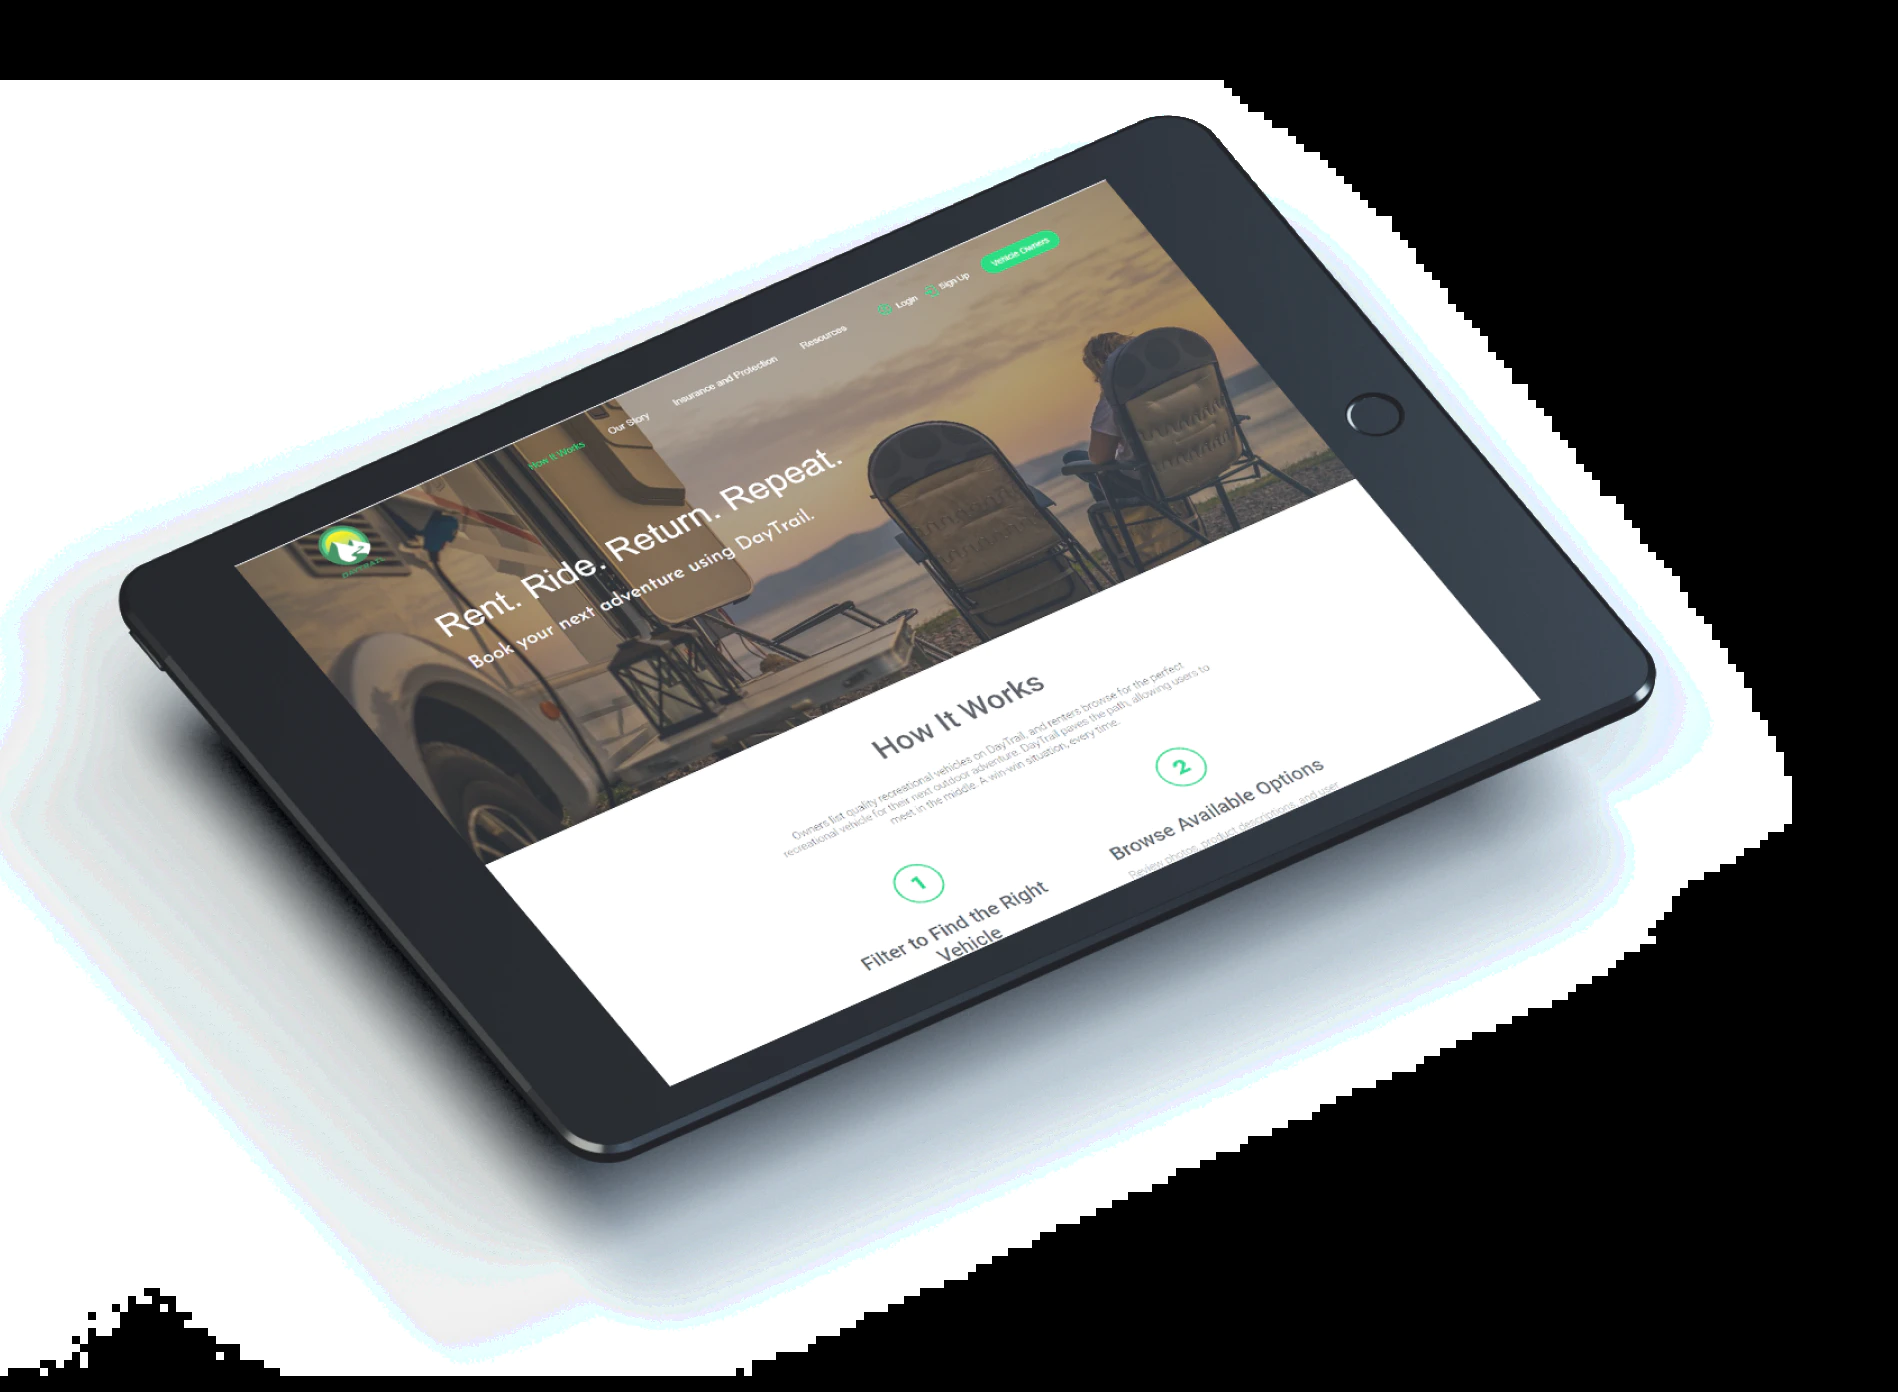 DAYTRAIL
How It Works
Our Story
Insurance and Protection
Resources
Login
Sign Up
Vehicle Owners
Rent. Ride. Return. Repeat.
Book your next adventure using DayTrail.
How It Works
Owners list quality recreational vehicles on DayTrail, and renters browse for the perfect
recreational vehicle for their next outdoor adventure. DayTrail paves the path, allowing users to
meet in the middle. A win-win situation, every time.
1
Filter to Find the Right
Vehicle
2
Browse Available Options
Review photos, product descriptions, and user